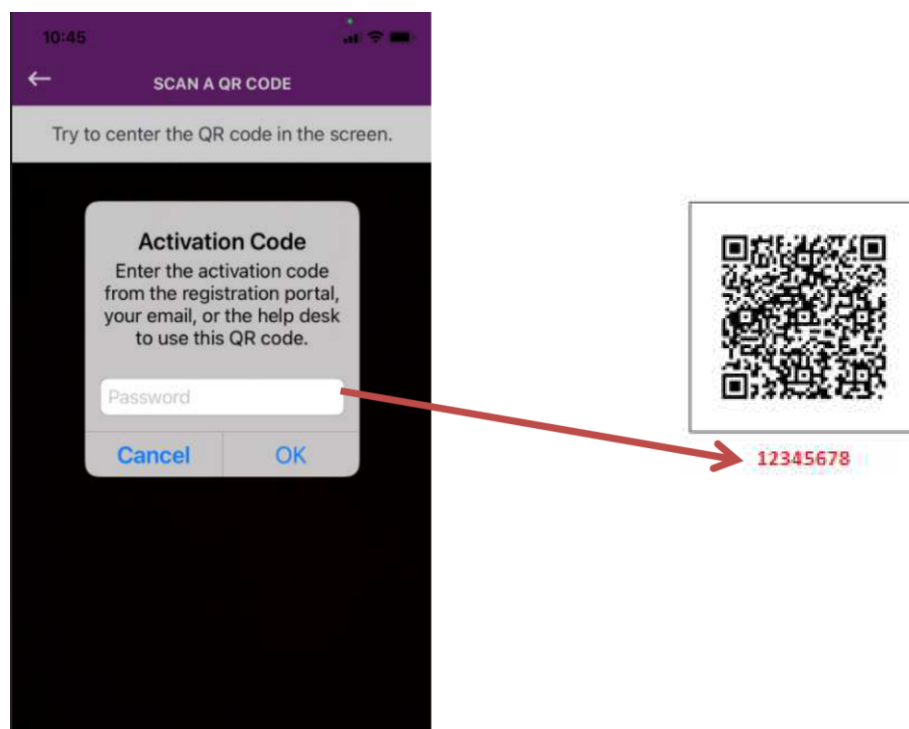 10:45
SCAN A QR CODE
Try to center the QR code in the screen.
Activation Code
Enter the activation code
from the registration portal,
your email, or the help desk
to use this QR code.
Password
Cancel OK
12345678